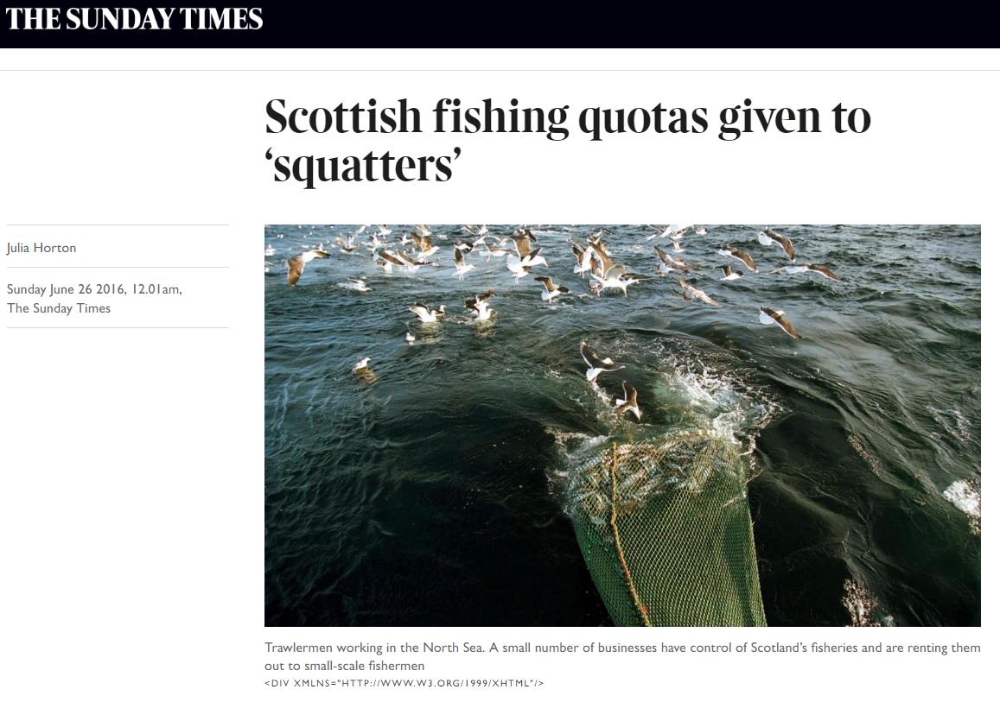 THE SUNDAY TIMES
Scottish fishing quotas given to
‘squatters’
Julia Horton
Sunday June 26 2016, 12.01am,
The Sunday Times
Trawlermen working in the North Sea. A small number of businesses have control of Scotland’s fisheries and are renting them
out to small-scale fishermen
<DIV XMLNS="HTTP://WWW.W3.ORG/1999/XHTML"/>